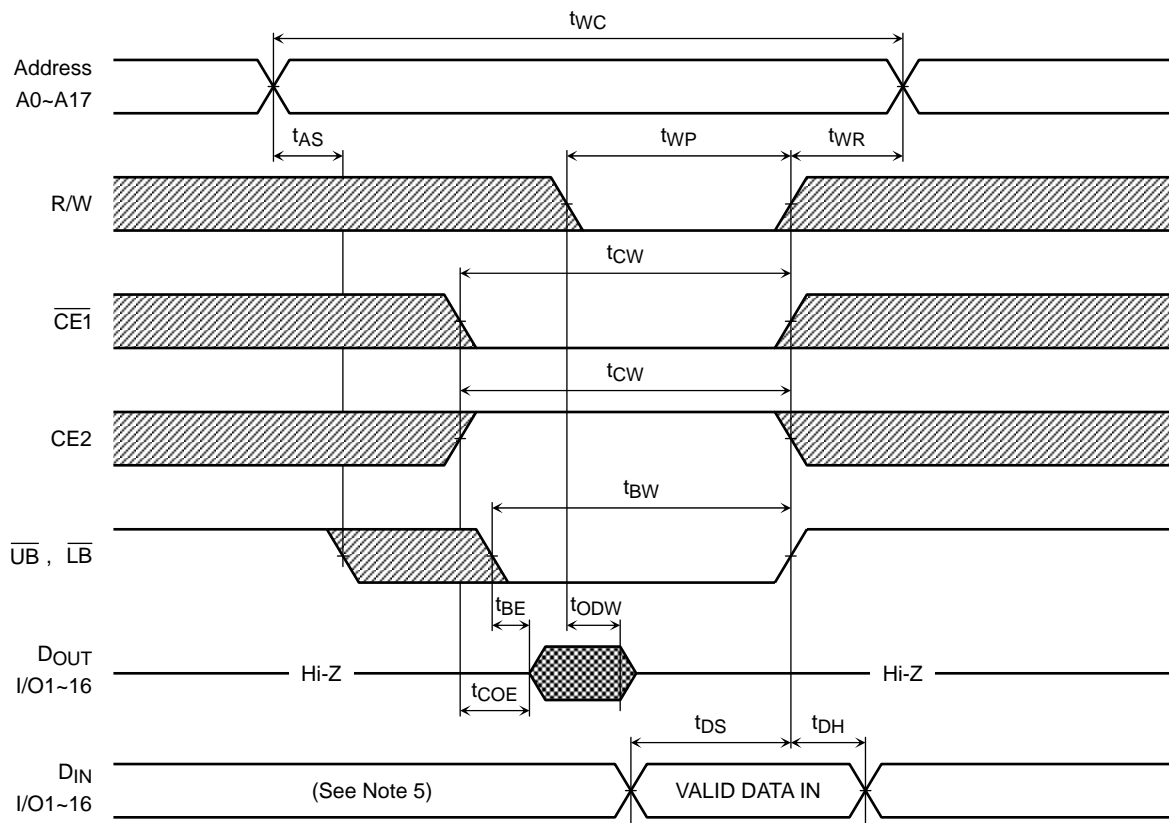 tWC
Address
A0~A17
tAS
tWP
tWR
R/W
tCW
CE1
tCW
CE2
tBW
UB , LB
tBE
tODW
DOUT
I/O1~16
Hi-Z
Hi-Z
tCOE
tDS
tDH
DIN
I/O1~16
(See Note 5)
VALID DATA IN